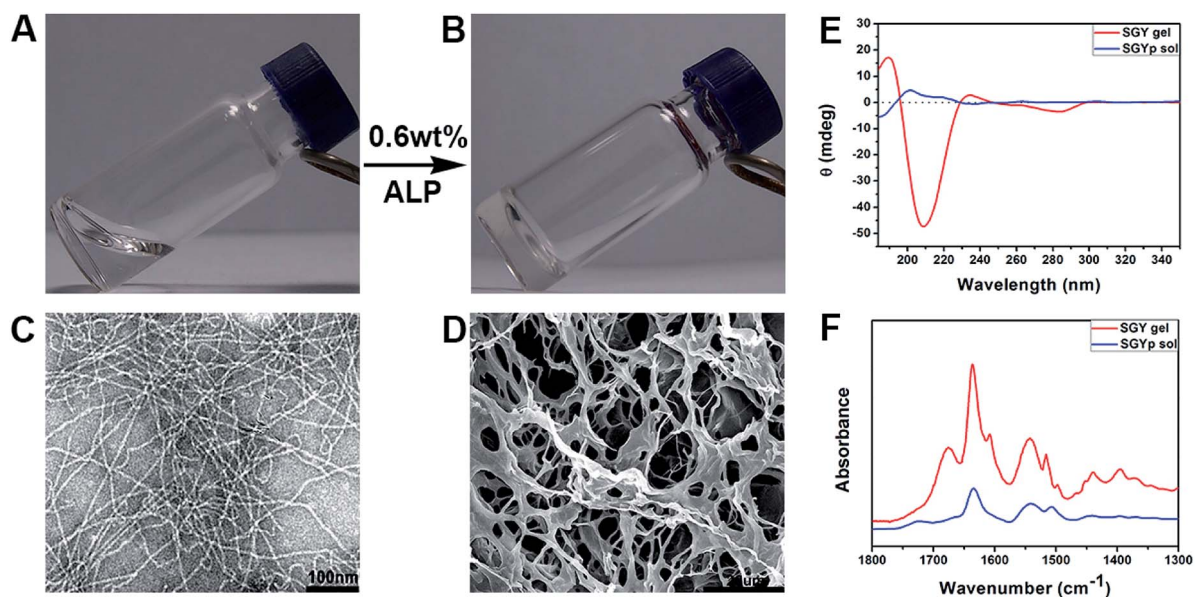 A
B
0.6wt%
ALP
C
100nm
D
E
SGY gel
SGYp sol
θ (mdeg)
30
20
10
0
-10
-20
-30
-40
-50
200 220 240 260 280 300 320 340
Wavelength (nm)
F
SGY gel
SGYp sol
Absorbance
1800 1700 1600 1500 1400 1300
Wavenumber (cm⁻¹)